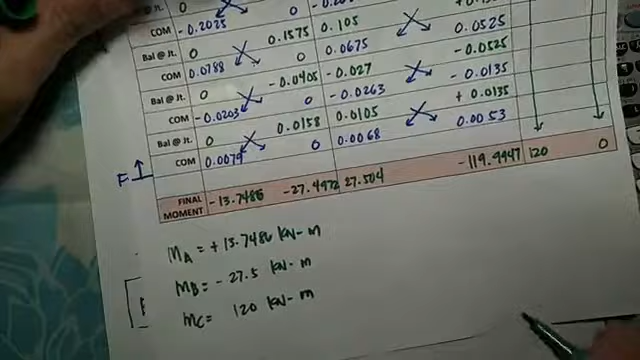 0
COM - 0.2025 0
Bal @ Jt. 0 0.1575 0.105
COM 0.0788 0 0.0675 0.0525
Bal @ Jt. 0 - 0.0405 - 0.027 - 0.0525
COM - 0.0203 0 - 0.0263 - 0.0135
Bal @ Jt. 0 0.0158 0.0105 + 0.0135
COM 0.0079 0 0.0068 0.0053
FINAL MOMENT - 13.7486 - 27.4972 27.504 - 119.9947 120 0
MA = + 13.7486 KN - m
MB = - 27.5 KN - m
MC = 120 KN - m